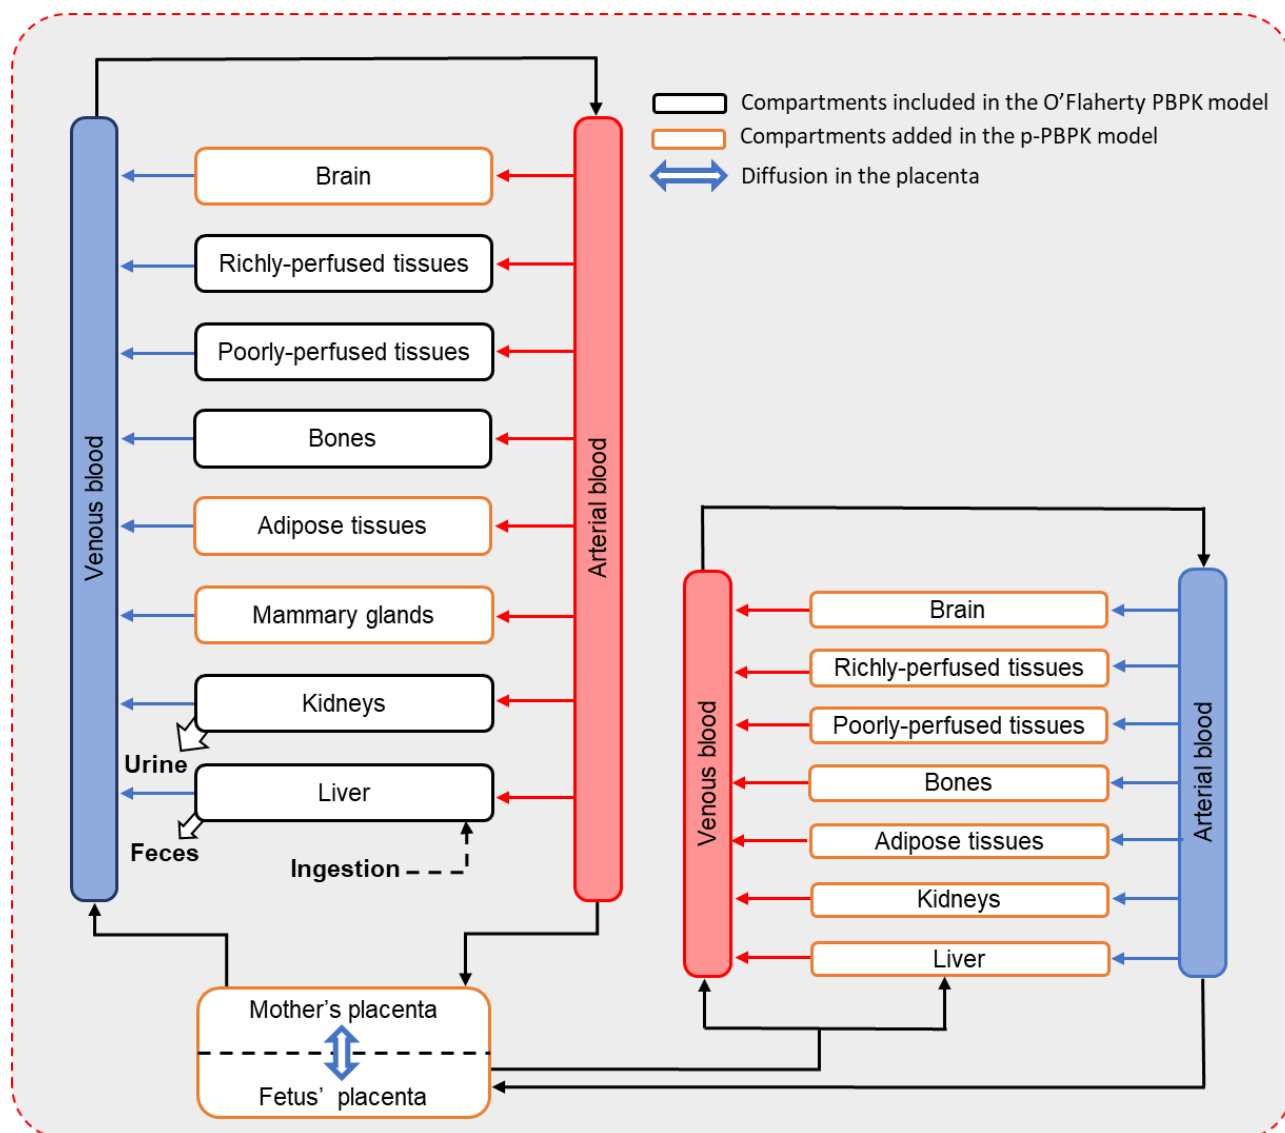 Compartments included in the O'Flaherty PBPK model
Compartments added in the p-PBPK model
Diffusion in the placenta
Venous blood
Arterial blood
Brain
Richly-perfused tissues
Poorly-perfused tissues
Bones
Adipose tissues
Mammary glands
Kidneys
Urine
Liver
Feces
Ingestion
Mother's placenta
Fetus' placenta
Venous blood
Arterial blood
Brain
Richly-perfused tissues
Poorly-perfused tissues
Bones
Adipose tissues
Kidneys
Liver